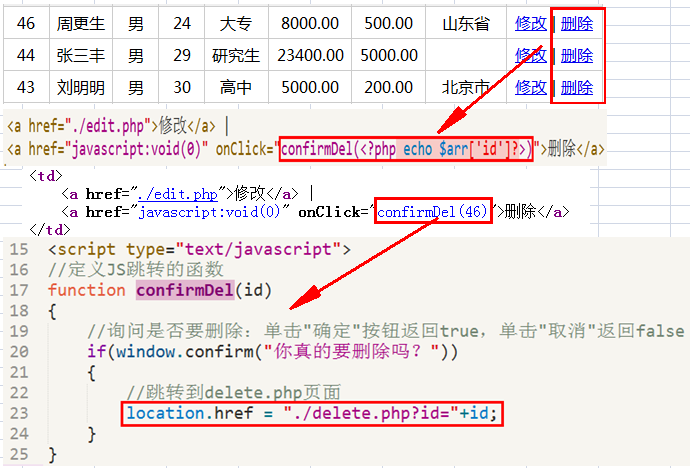 46 周更生 男 24 大专 8000.00 500.00 山东省 修改 | 删除
44 张三丰 男 29 研究生 23400.00 5000.00 修改 | 删除
43 刘明明 男 30 高中 5000.00 200.00 北京市 修改 | 删除
<a href="./edit.php">修改</a> |
<a href="javascript:void(0)" onClick="confirmDel(<?php echo $arr['id']?>)">删除</a>
<td>
<a href="./edit.php">修改</a> |
<a href="javascript:void(0)" onClick="confirmDel(46)">删除</a>
</td>
15 <script type="text/javascript">
16 //定义JS跳转的函数
17 function confirmDel(id)
18 {
19 //询问是否要删除：单击"确定"按钮返回true，单击"取消"返回false
20 if(window.confirm("你真的要删除吗？"))
21 {
22 //跳转到delete.php页面
23 location.href = "./delete.php?id="+id;
24 }
25 }